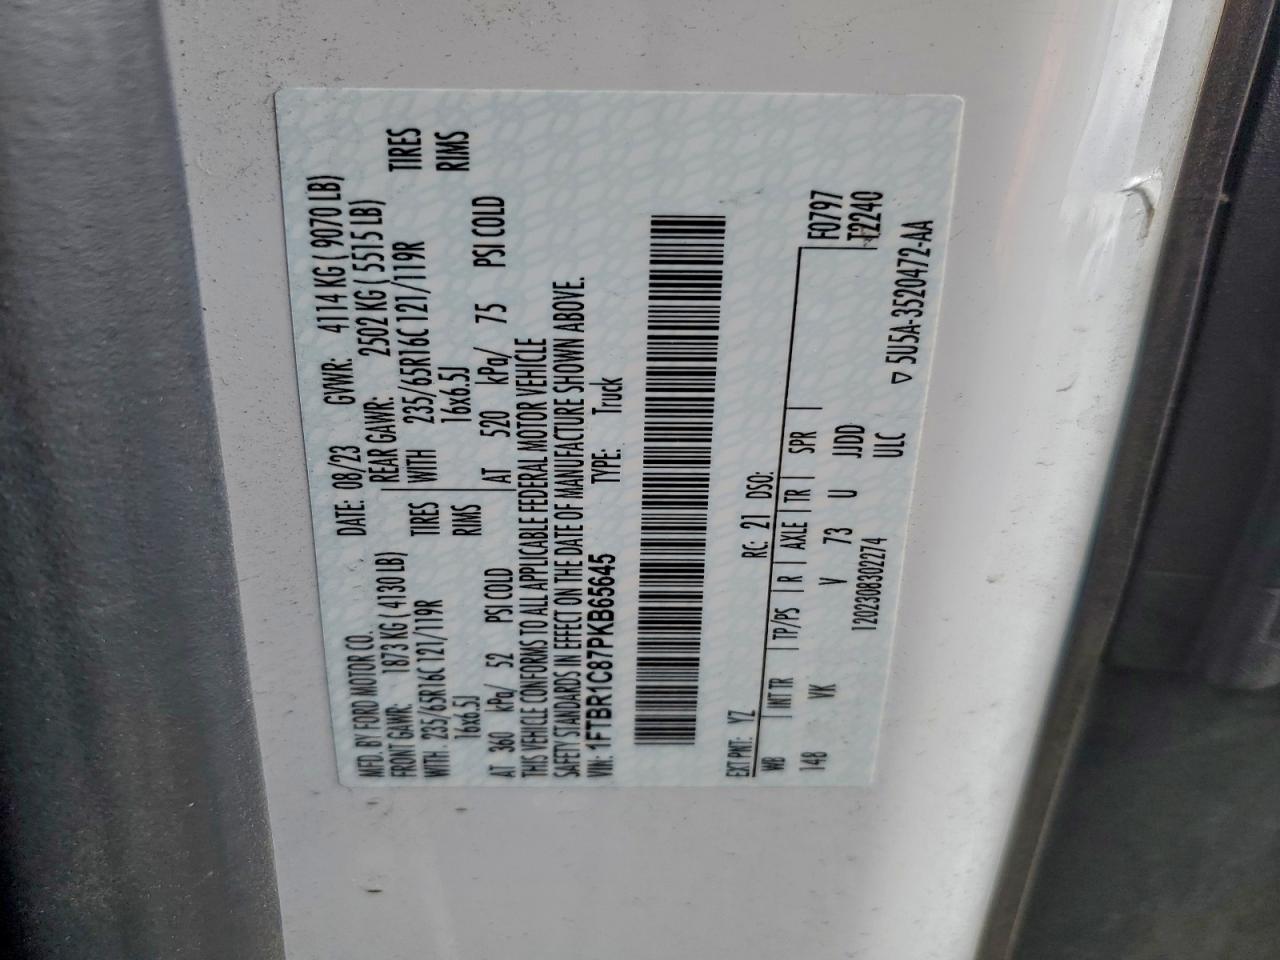 MFD. BY FORD MOTOR CO. DATE: 08/23 GVWR: 4114 KG ( 9070 LB)
FRONT GAWR: 1873 KG ( 4130 LB) REAR GAWR: 2502 KG ( 5515 LB)
WITH 235/65R16C 121/119R TIRES WITH 235/65R16C 121/119R TIRES
16x6.5J RIMS 16x6.5J RIMS
AT 360 kPa/ 52 PSI COLD AT 520 kPa/ 75 PSI COLD
THIS VEHICLE CONFORMS TO ALL APPLICABLE FEDERAL MOTOR VEHICLE
SAFETY STANDARDS IN EFFECT ON THE DATE OF MANUFACTURE SHOWN ABOVE.
VIN: 1FTBR1C87PKB65645 TYPE: Truck
EXT PNT: YZ RC: 21 DSO:
WB INT TR TP/PS R AXLE TR SPR F0797
148 VK V 73 U JJDD T2240
1202308302274 ULC
▽ 5U5A-3520472-AA